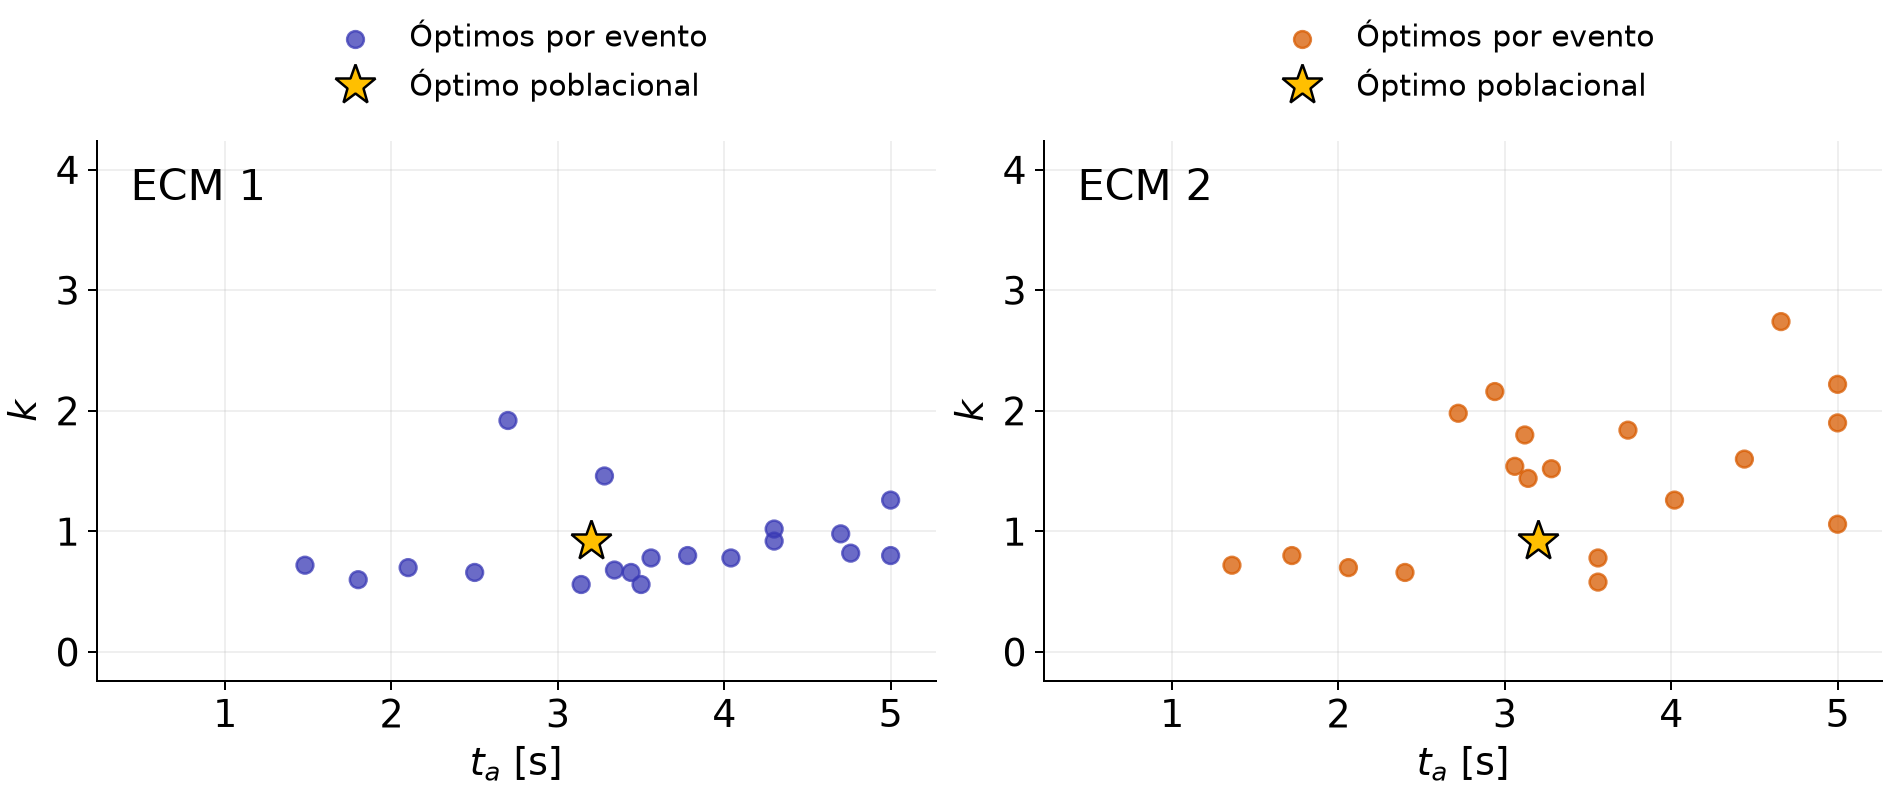 Óptimos por evento
Óptimo poblacional
ECM 1
4
3
2
1
0
k
1 2 3 4 5
t_a [s]
Óptimos por evento
Óptimo poblacional
ECM 2
4
3
2
1
0
k
1 2 3 4 5
t_a [s]